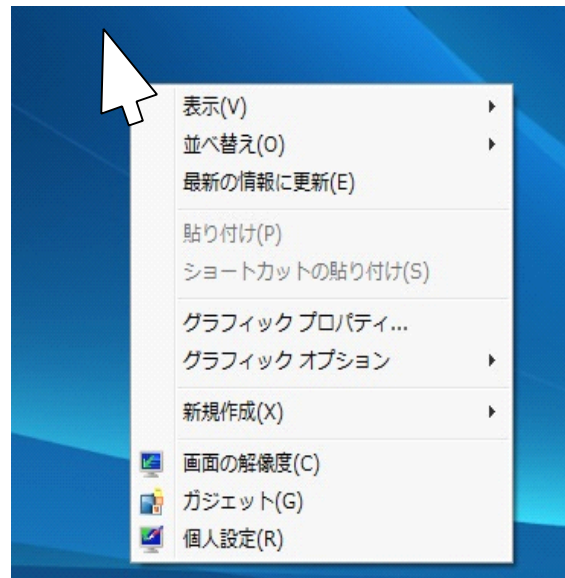 表示(V)
並べ替え(O)
最新の情報に更新(E)
貼り付け(P)
ショートカットの貼り付け(S)
グラフィック プロパティ...
グラフィック オプション
新規作成(X)
画面の解像度(C)
ガジェット(G)
個人設定(R)